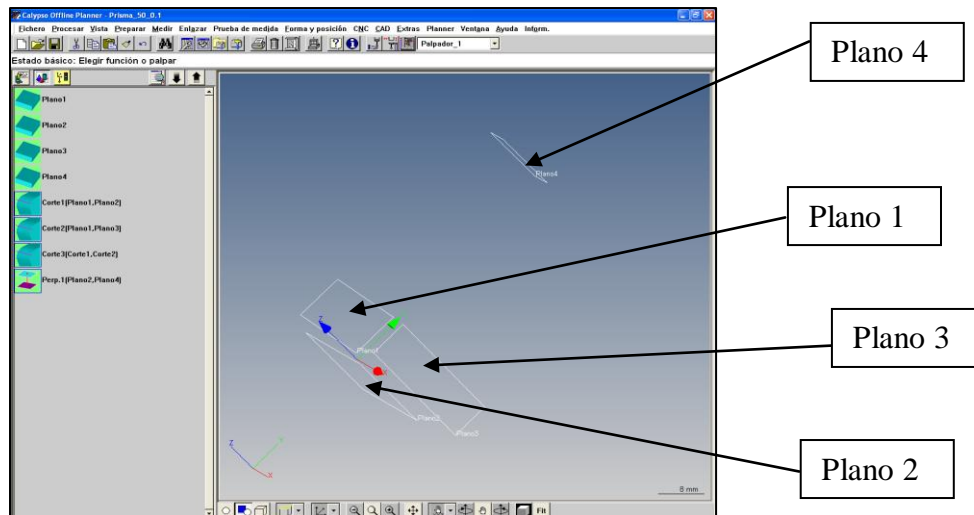 Calypso Offline Planner - Prisma_50_0.1
Fichero Procesar Vista Preparar Medir Enlazar Prueba de medida Forma y posición CNC CAD Extras Planner Ventana Ayuda Inform.
Palpador_1
Estado básico: Elegir función o palpar
Plano1
Plano2
Plano3
Plano4
Corte1[Plano1,Plano2]
Corte2[Plano1,Plano3]
Corte3[Corte1,Corte2]
Perp.1[Plano2,Plano4]
Plano4
Z
Plano1
X
Plano2
Plano3
Z
Y
X
8 mm
Fit
Plano 4
Plano 1
Plano 3
Plano 2